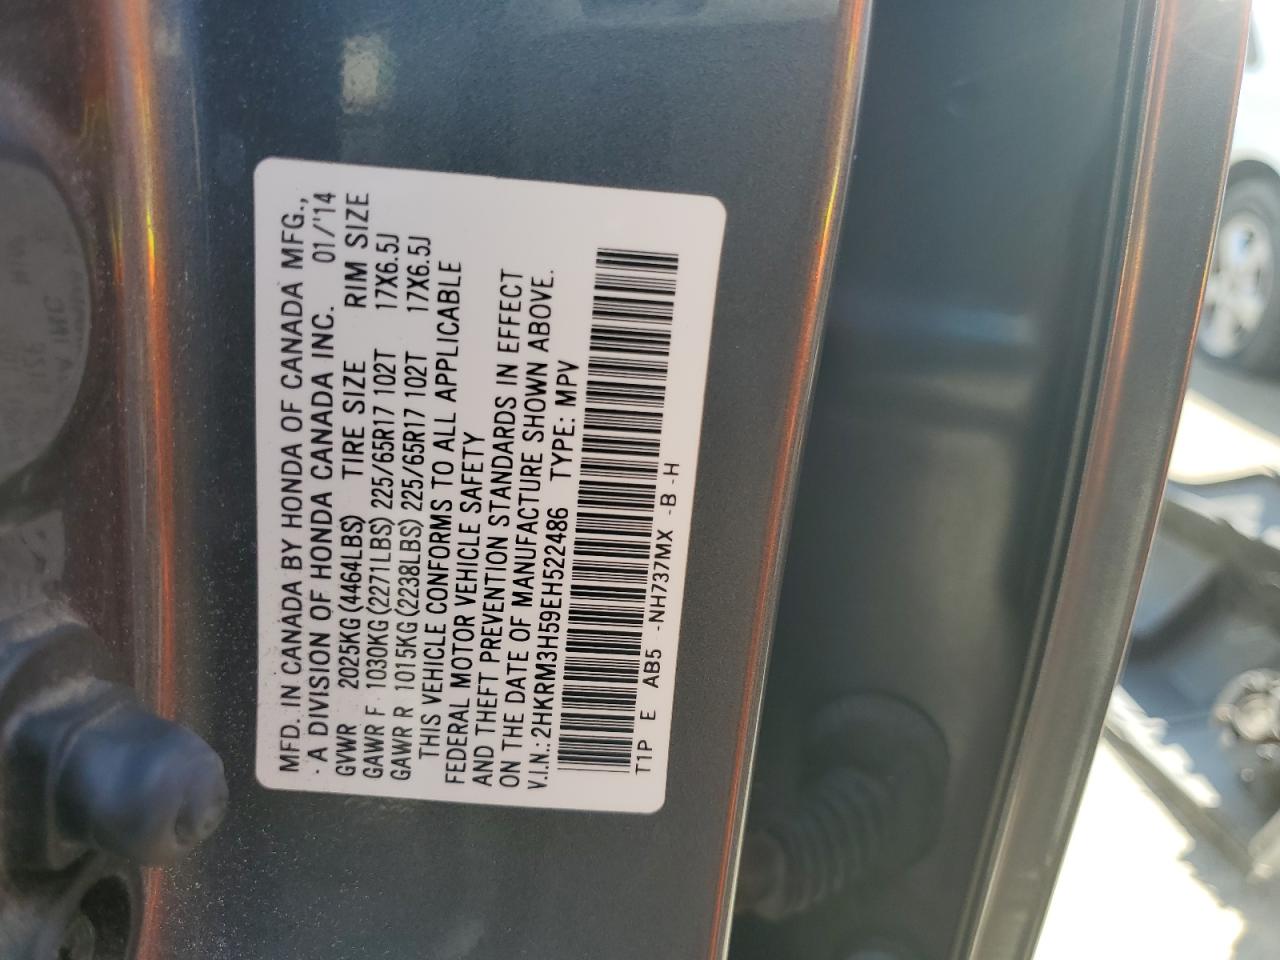 MFD. IN CANADA BY HONDA OF CANADA MFG.,
· A DIVISION OF HONDA CANADA INC. 01/'14
GVWR 2025KG(4464LBS) TIRE SIZE RIM SIZE
GAWR F 1030KG(2271LBS) 225/65R17 102T 17X6.5J
GAWR R 1015KG(2238LBS) 225/65R17 102T 17X6.5J
THIS VEHICLE CONFORMS TO ALL APPLICABLE
FEDERAL MOTOR VEHICLE SAFETY
AND THEFT PREVENTION STANDARDS IN EFFECT
ON THE DATE OF MANUFACTURE SHOWN ABOVE.
V.I.N.:2HKRM3H59EH522486 TYPE: MPV
T1P E AB5 -NH737MX -B -H